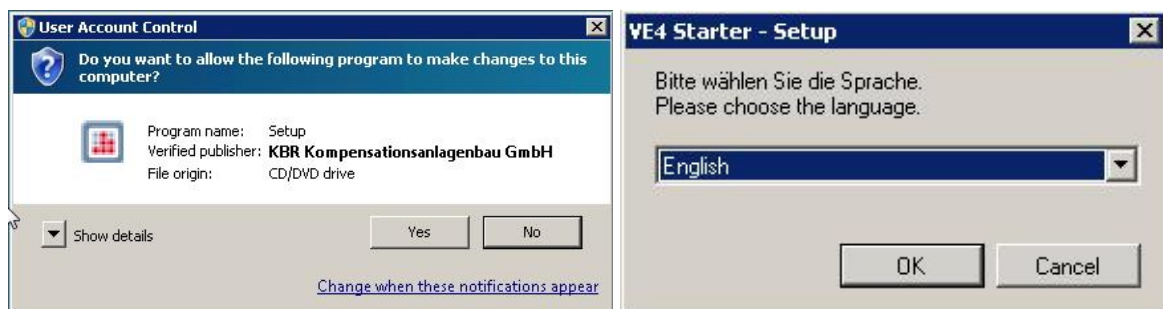 User Account Control
Do you want to allow the following program to make changes to this
computer?
Program name: Setup
Verified publisher: KBR Kompensationsanlagenbau GmbH
File origin: CD/DVD drive
Show details
Yes
No
Change when these notifications appear
VE4 Starter - Setup
Bitte wählen Sie die Sprache.
Please choose the language.
English
OK
Cancel